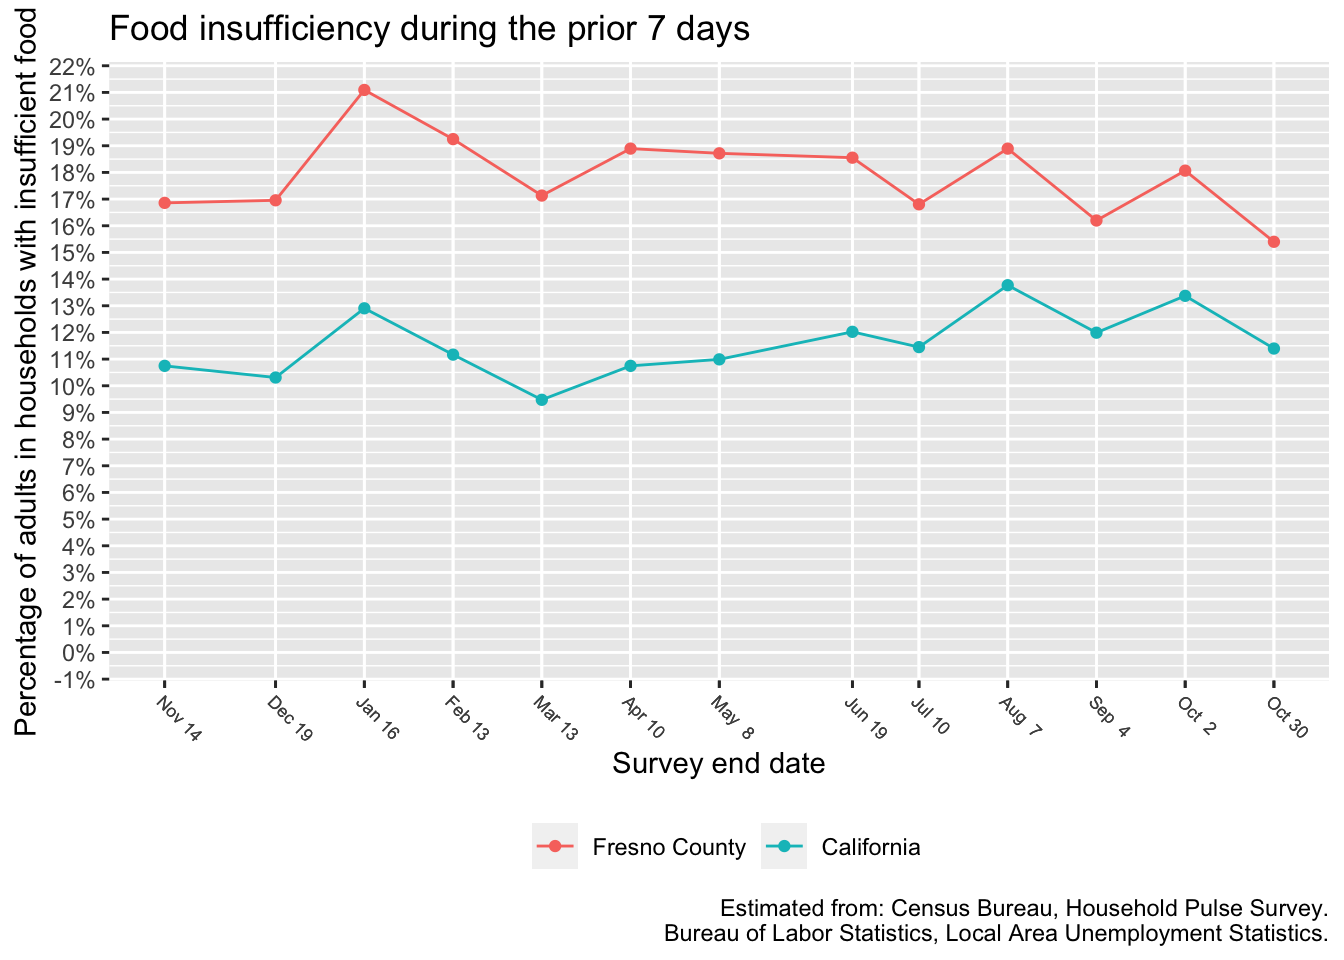 Food insufficiency during the prior 7 days
Percentage of adults in households with insufficient food
22%
21%
20%
19%
18%
17%
16%
15%
14%
13%
12%
11%
10%
9%
8%
7%
6%
5%
4%
3%
2%
1%
0%
-1%
Nov 14
Dec 19
Jan 16
Feb 13
Mar 13
Apr 10
May 8
Jun 19
Jul 10
Aug 7
Sep 4
Oct 2
Oct 30
Survey end date
Fresno County
California
Estimated from: Census Bureau, Household Pulse Survey.
Bureau of Labor Statistics, Local Area Unemployment Statistics.